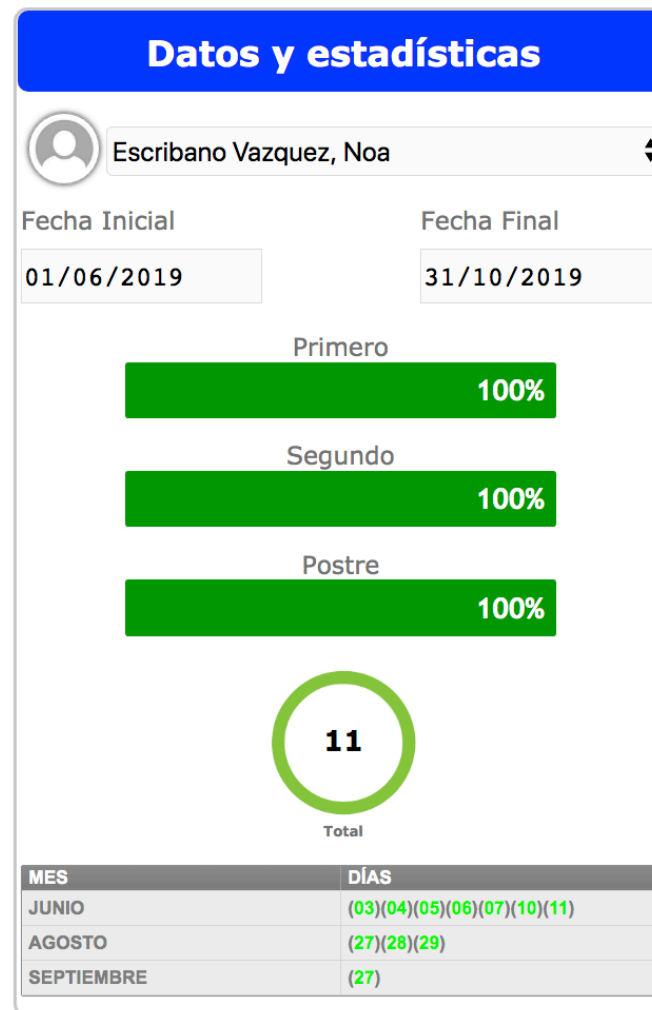 Datos y estadísticas
Escribano Vazquez, Noa
Fecha Inicial Fecha Final
01/06/2019 31/10/2019
Primero
100%
Segundo
100%
Postre
100%
11
Total
MES DÍAS
JUNIO (03)(04)(05)(06)(07)(10)(11)
AGOSTO (27)(28)(29)
SEPTIEMBRE (27)